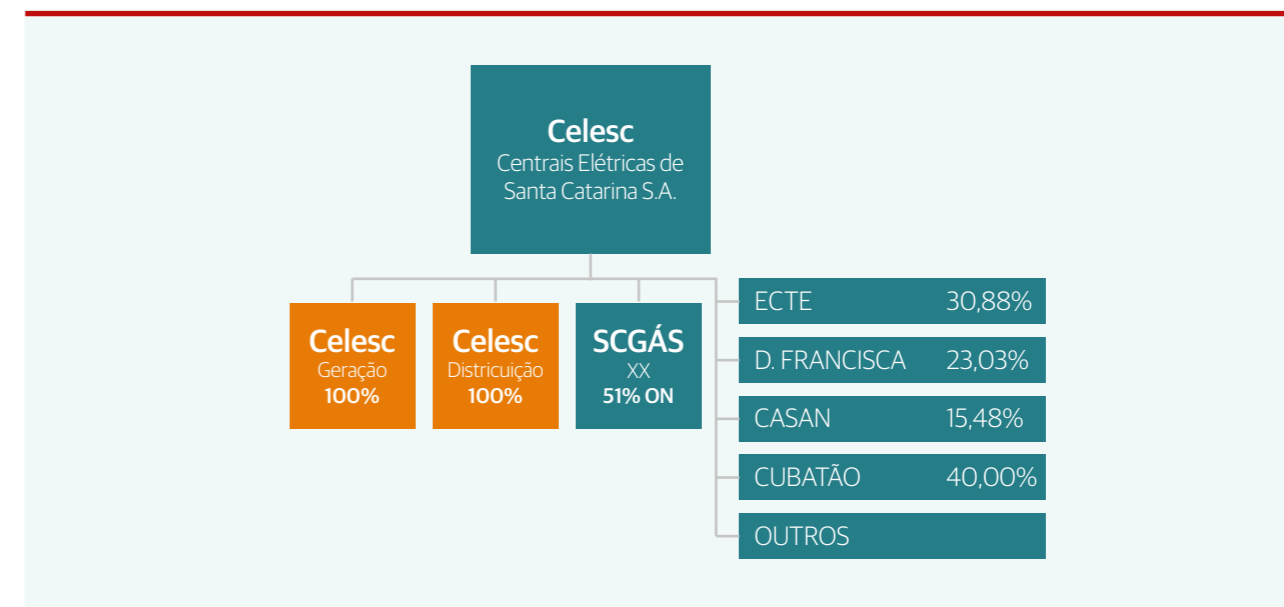 Celesc
Centrais Elétricas de
Santa Catarina S.A.
Celesc
Geração
100%
Celesc
Districuição
100%
SCGÁS
XX
51% ON
ECTE 30,88%
D. FRANCISCA 23,03%
CASAN 15,48%
CUBATÃO 40,00%
OUTROS